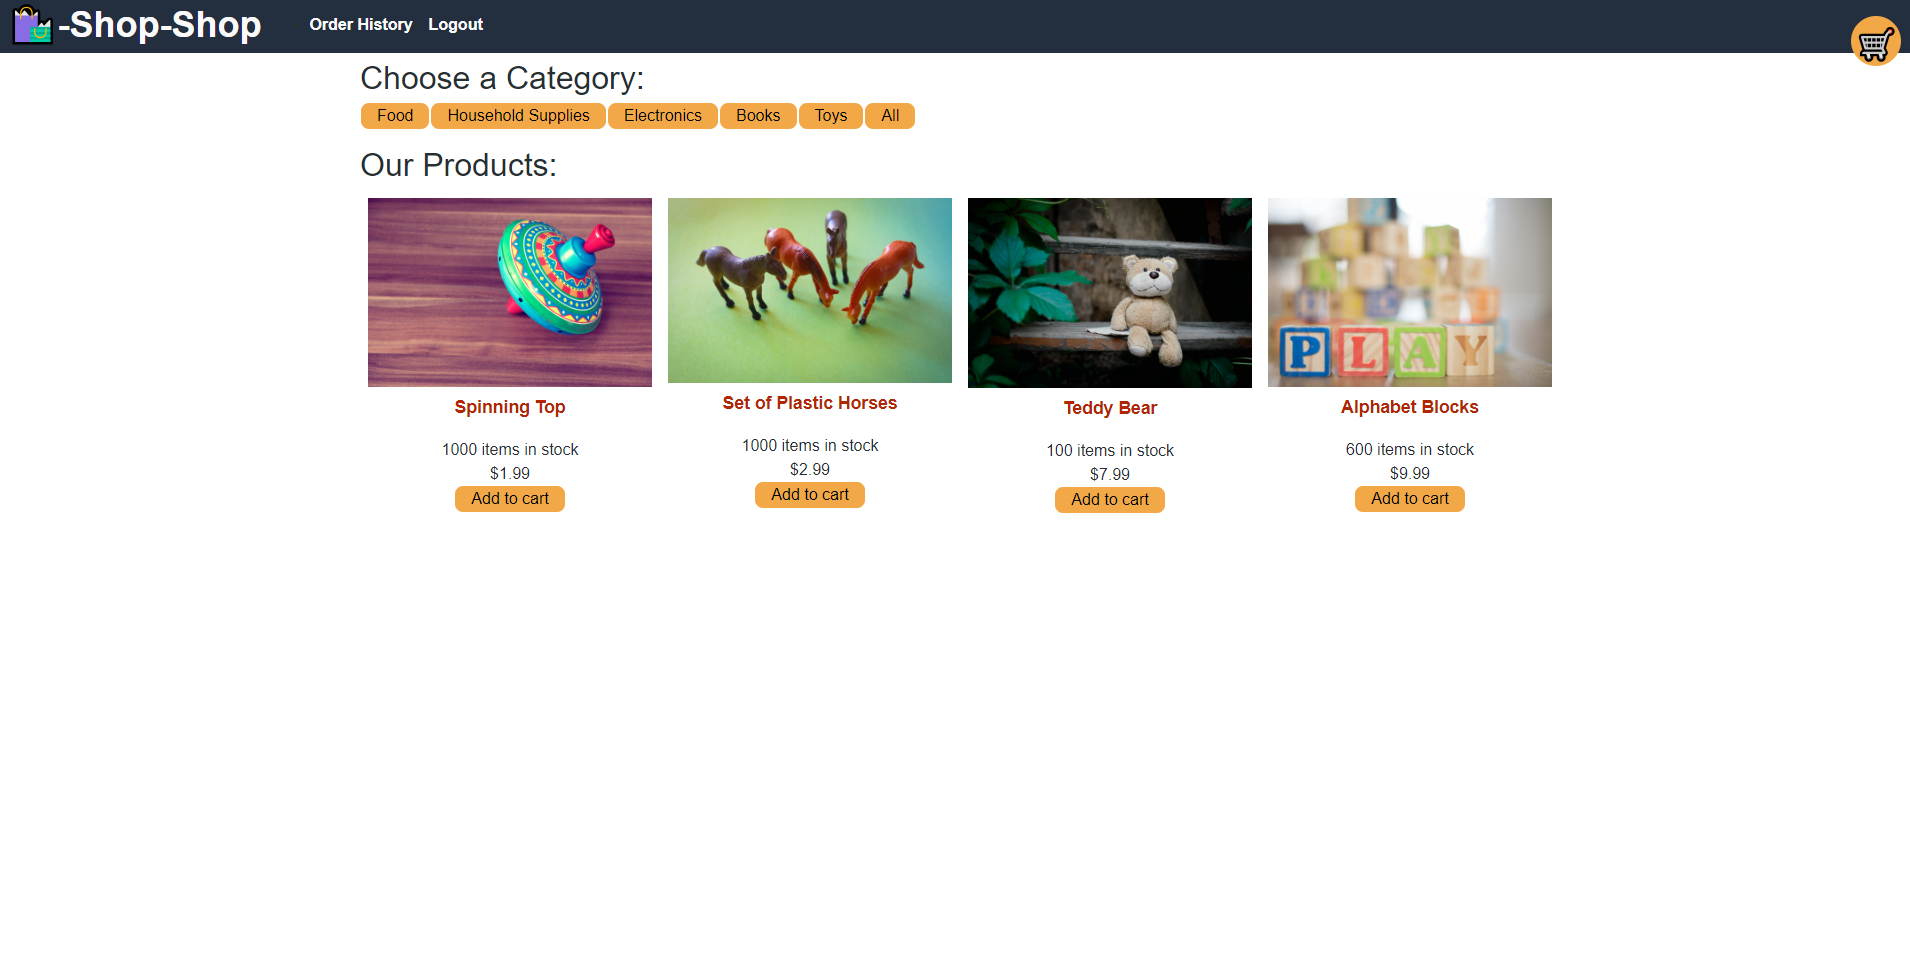 -Shop-Shop
Order History Logout
Choose a Category:
Food Household Supplies Electronics Books Toys All
Our Products:
PLAY
Spinning Top
1000 items in stock
$1.99
Add to cart
Set of Plastic Horses
1000 items in stock
$2.99
Add to cart
Teddy Bear
100 items in stock
$7.99
Add to cart
Alphabet Blocks
600 items in stock
$9.99
Add to cart